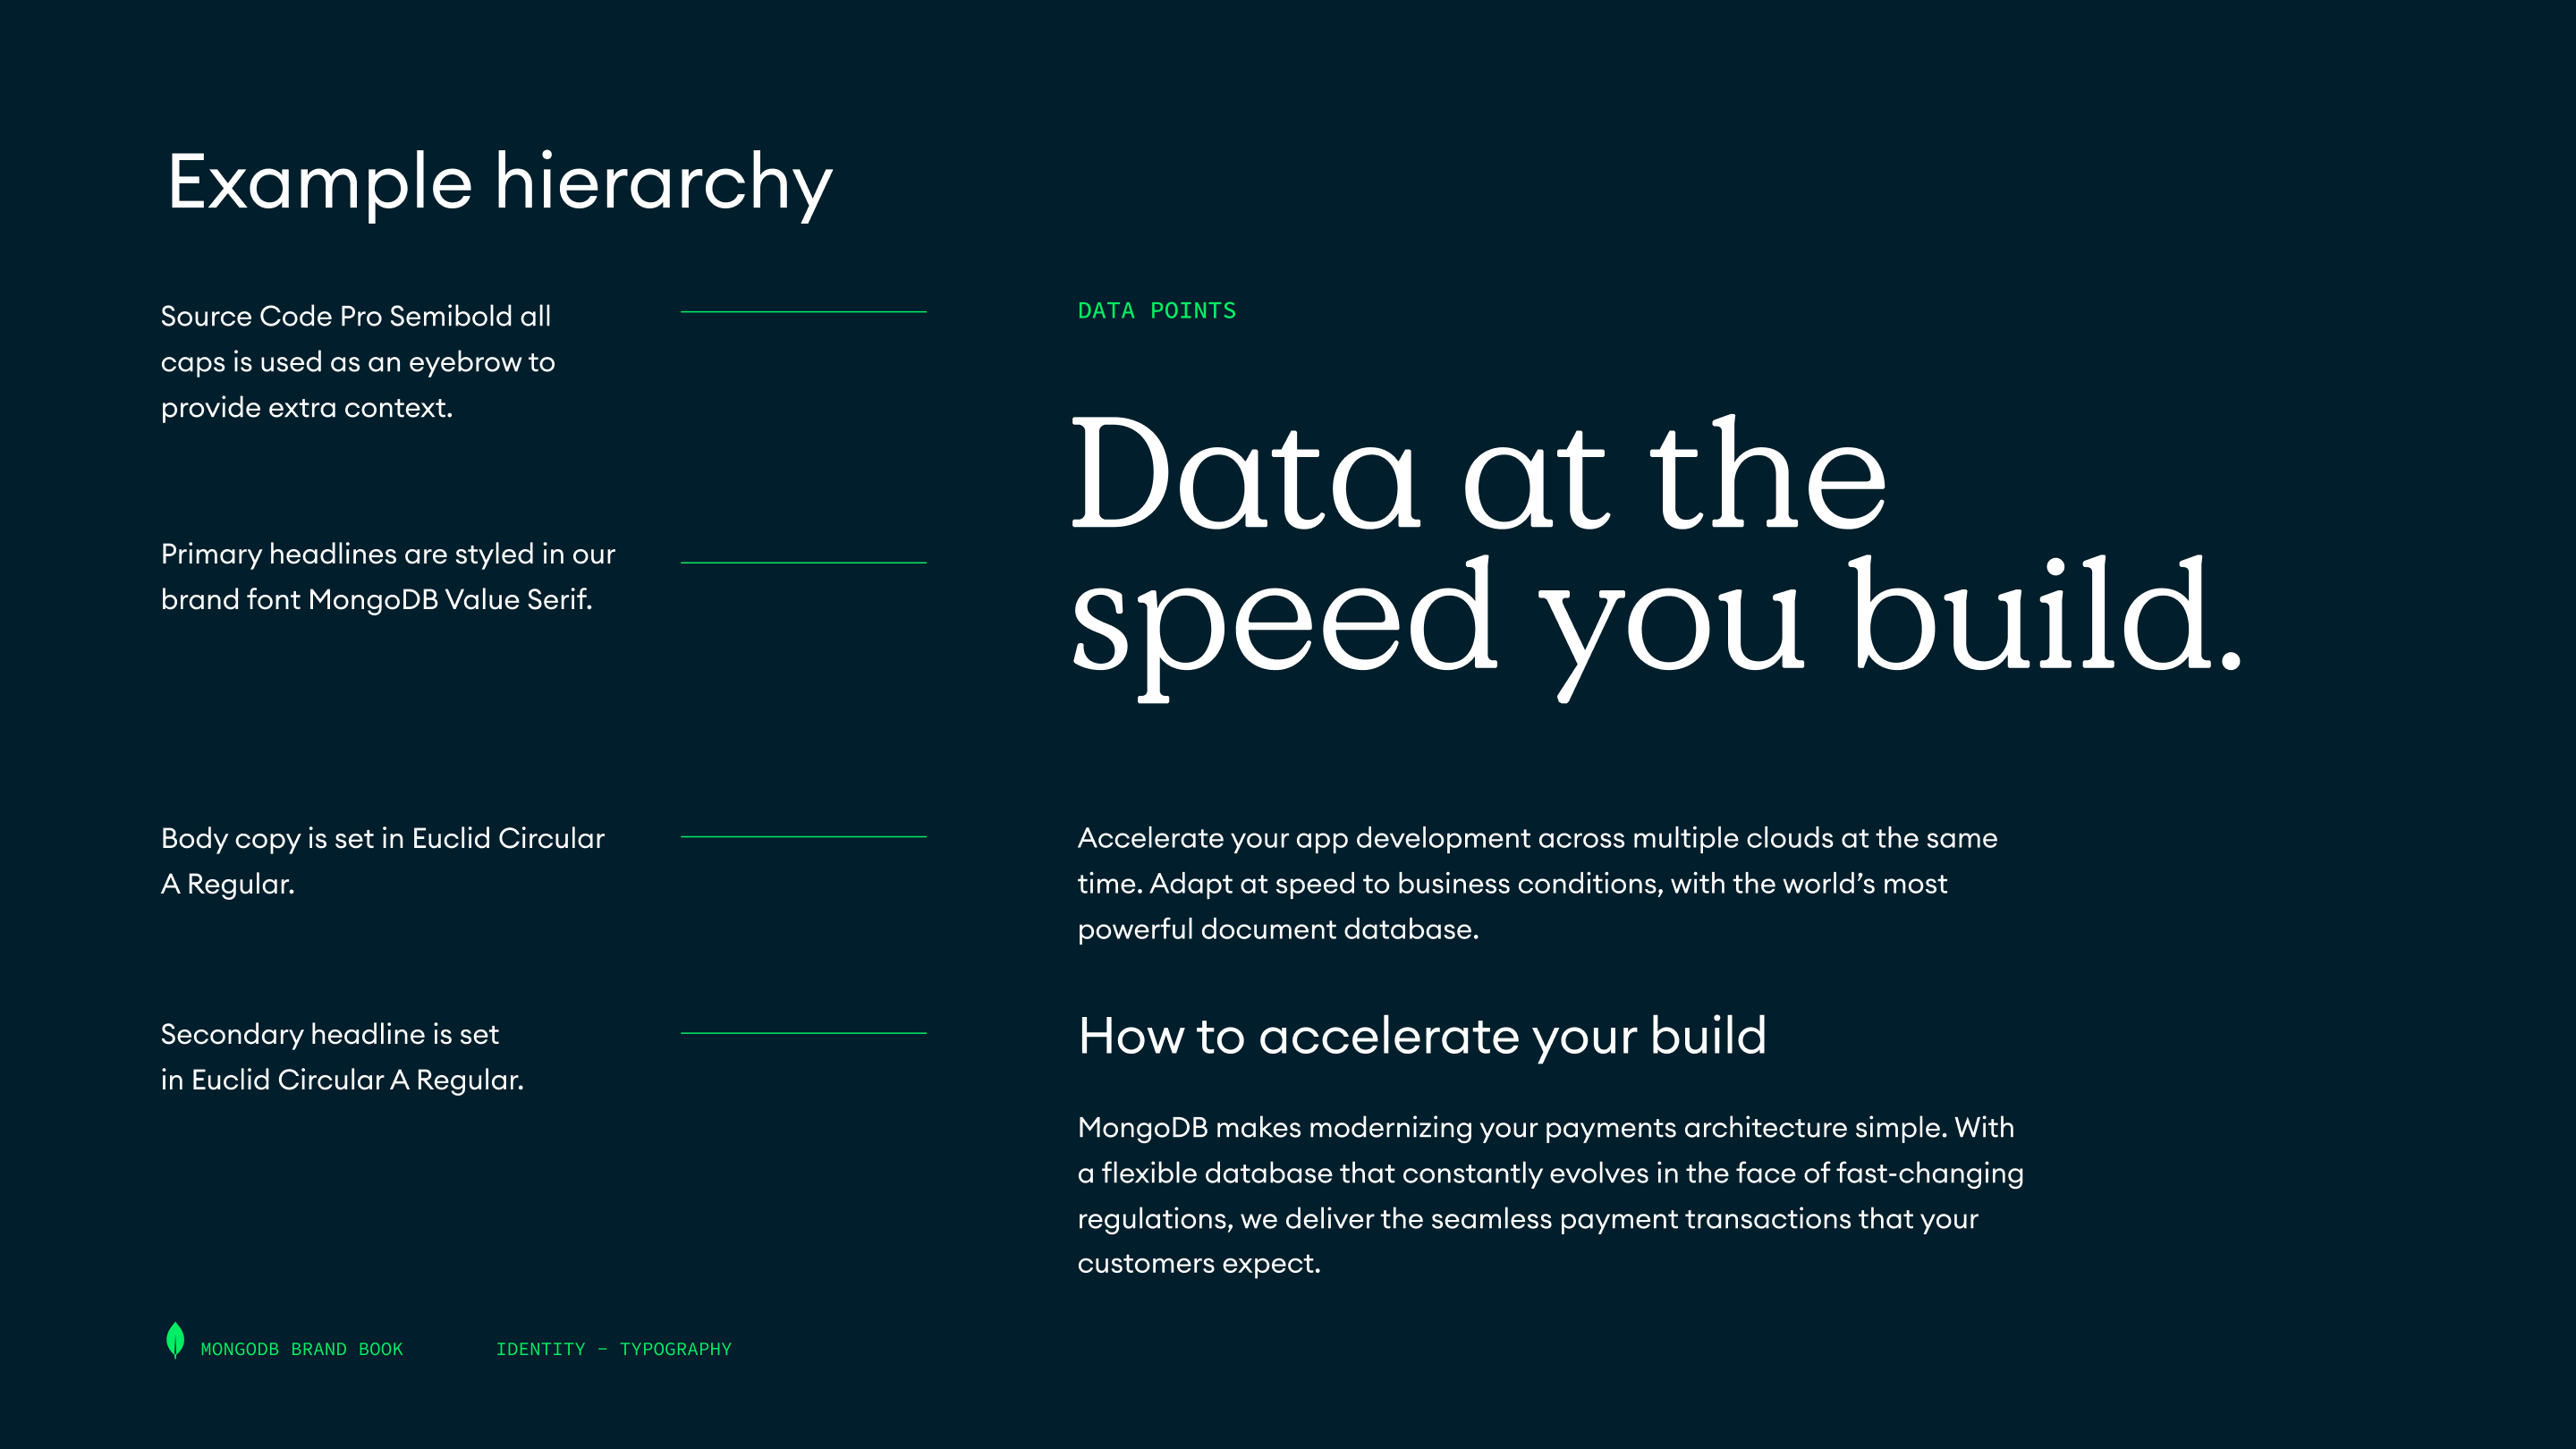 Example hierarchy
Source Code Pro Semibold all
caps is used as an eyebrow to
provide extra context.
DATA POINTS
Primary headlines are styled in our
brand font MongoDB Value Serif.
Data at the
speed you build.
Body copy is set in Euclid Circular
A Regular.
Accelerate your app development across multiple clouds at the same
time. Adapt at speed to business conditions, with the world’s most
powerful document database.
Secondary headline is set
in Euclid Circular A Regular.
How to accelerate your build
MongoDB makes modernizing your payments architecture simple. With
a flexible database that constantly evolves in the face of fast-changing
regulations, we deliver the seamless payment transactions that your
customers expect.
MONGODB BRAND BOOK
IDENTITY – TYPOGRAPHY